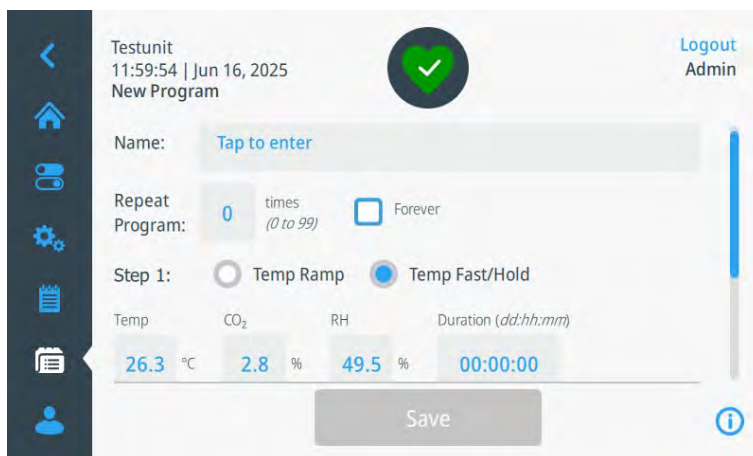 Testunit
11:59:54 | Jun 16, 2025
New Program
Logout
Admin
Name: Tap to enter
Repeat Program: 0 times (0 to 99) Forever
Step 1: Temp Ramp Temp Fast/Hold
Temp CO₂ RH Duration (dd:hh:mm)
26.3 °C 2.8 % 49.5 % 00:00:00
Save